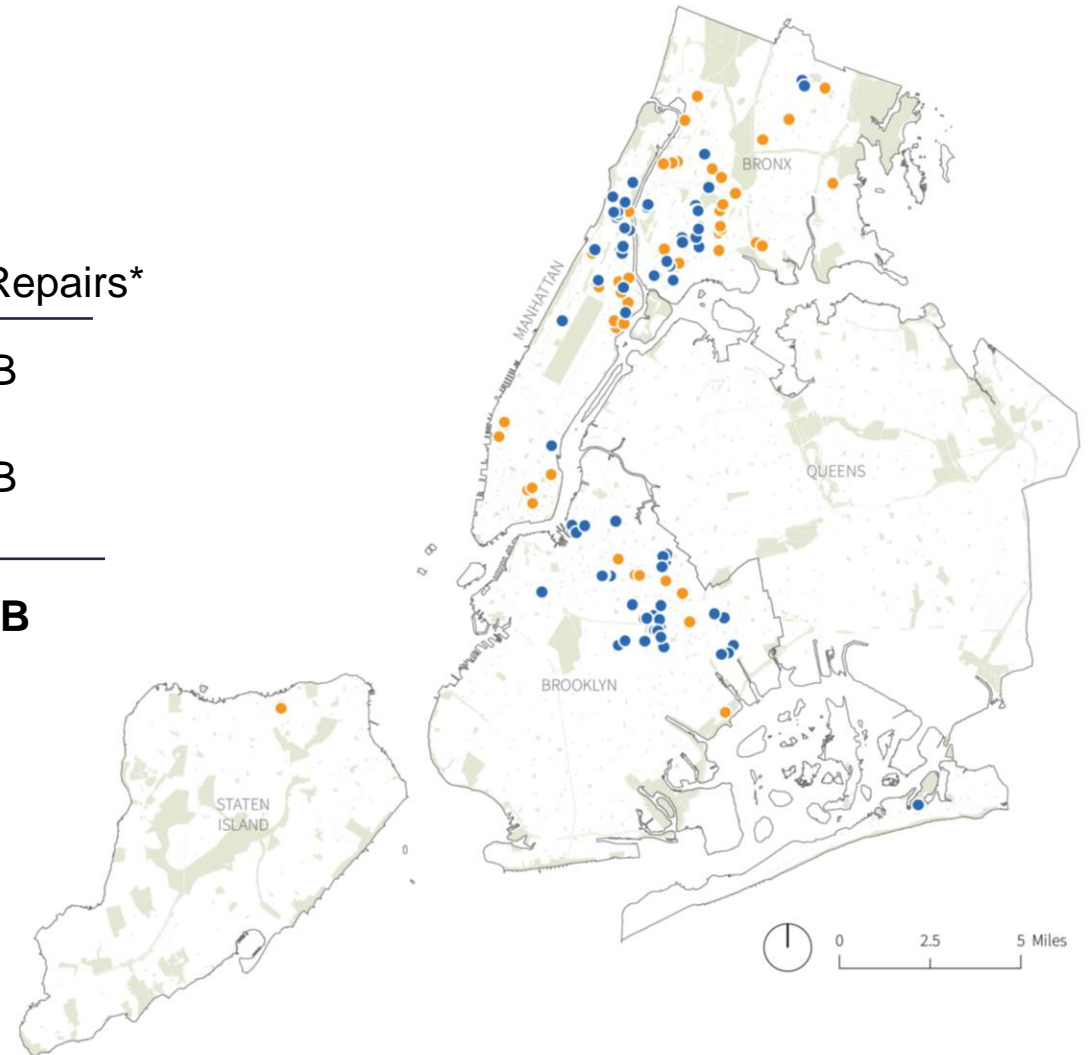 Repairs*
B
B
B
BRONX
MANHATTAN
QUEENS
BROOKLYN
STATEN
ISLAND
0 2.5 5 Miles